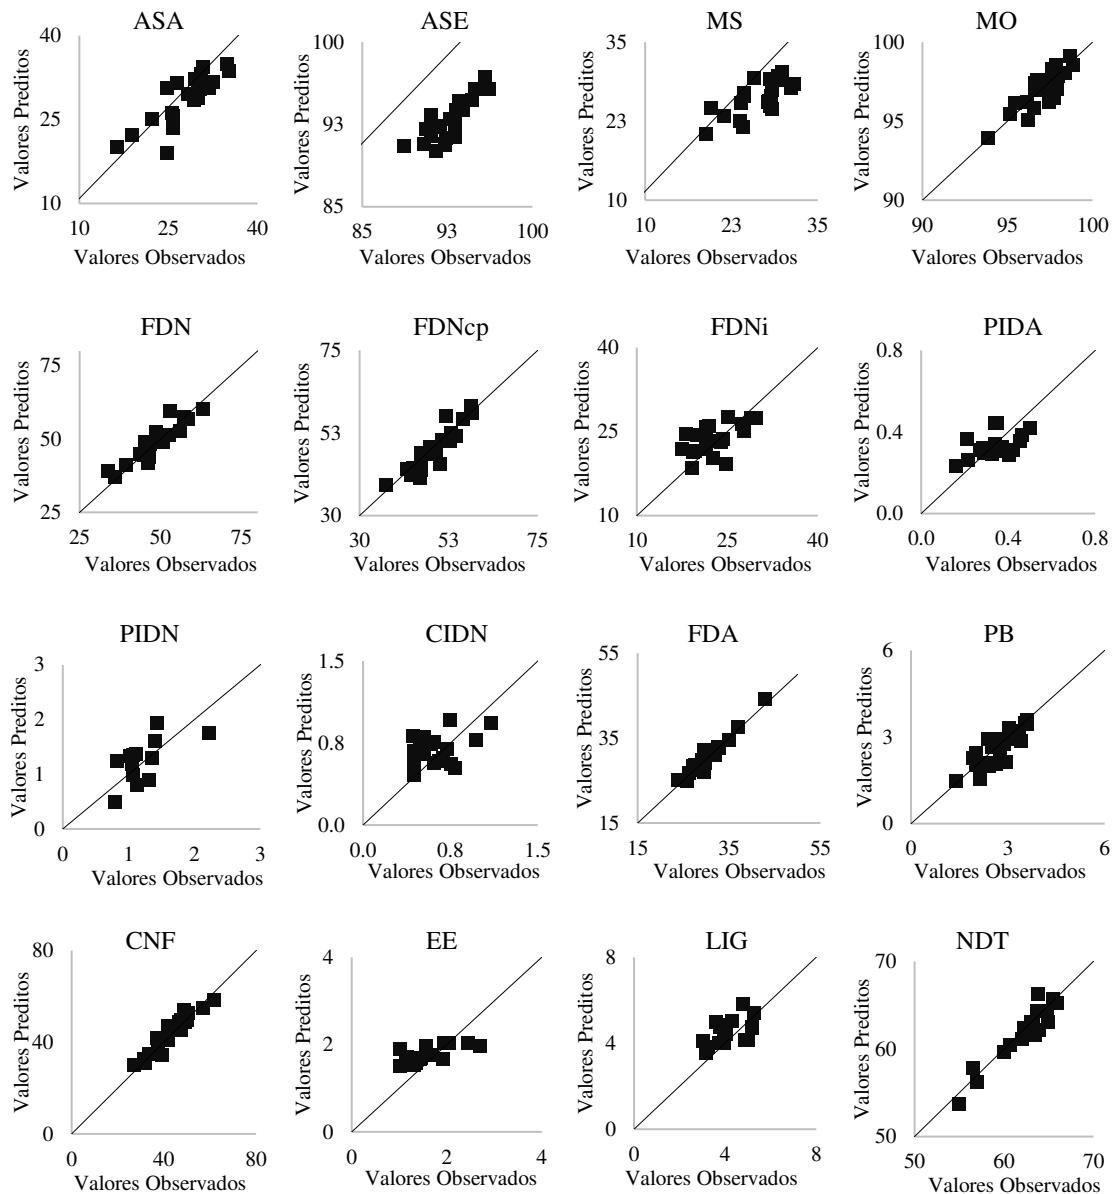 ASA
40
25
10
10
25
40
Valores Preditos
Valores Observados
ASE
100
93
85
85
93
100
Valores Preditos
Valores Observados
MS
35
23
10
10
23
35
Valores Preditos
Valores Observados
MO
100
95
90
90
95
100
Valores Preditos
Valores Observados
FDN
75
50
25
25
50
75
Valores Preditos
Valores Observados
FDNcp
75
53
30
30
53
75
Valores Preditos
Valores Observados
FDNi
40
25
10
10
25
40
Valores Preditos
Valores Observados
PIDA
0.8
0.4
0.0
0.0
0.4
0.8
Valores Preditos
Valores Observados
PIDN
3
2
1
0
0
1
2
3
Valores Preditos
Valores Observados
CIDN
1.5
0.8
0.0
0.0
0.8
1.5
Valores Preditos
Valores Observados
FDA
55
35
15
15
35
55
Valores Preditos
Valores Observados
PB
6
3
0
0
3
6
Valores Preditos
Valores Observados
CNF
80
40
0
0
40
80
Valores Preditos
Valores Observados
EE
4
2
0
0
2
4
Valores Preditos
Valores Observados
LIG
8
4
0
0
4
8
Valores Preditos
Valores Observados
NDT
70
60
50
50
60
70
Valores Preditos
Valores Observados